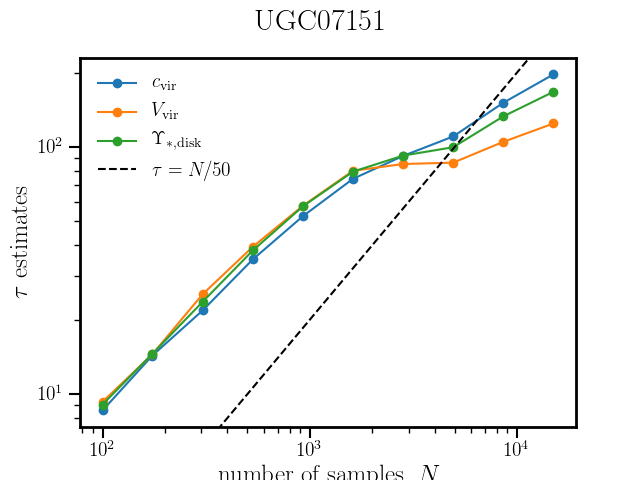 UGC07151
c_vir
V_vir
Υ_*,disk
τ = N/50
τ estimates
10^2
10^1
10^2
10^3
10^4
number of samples, N